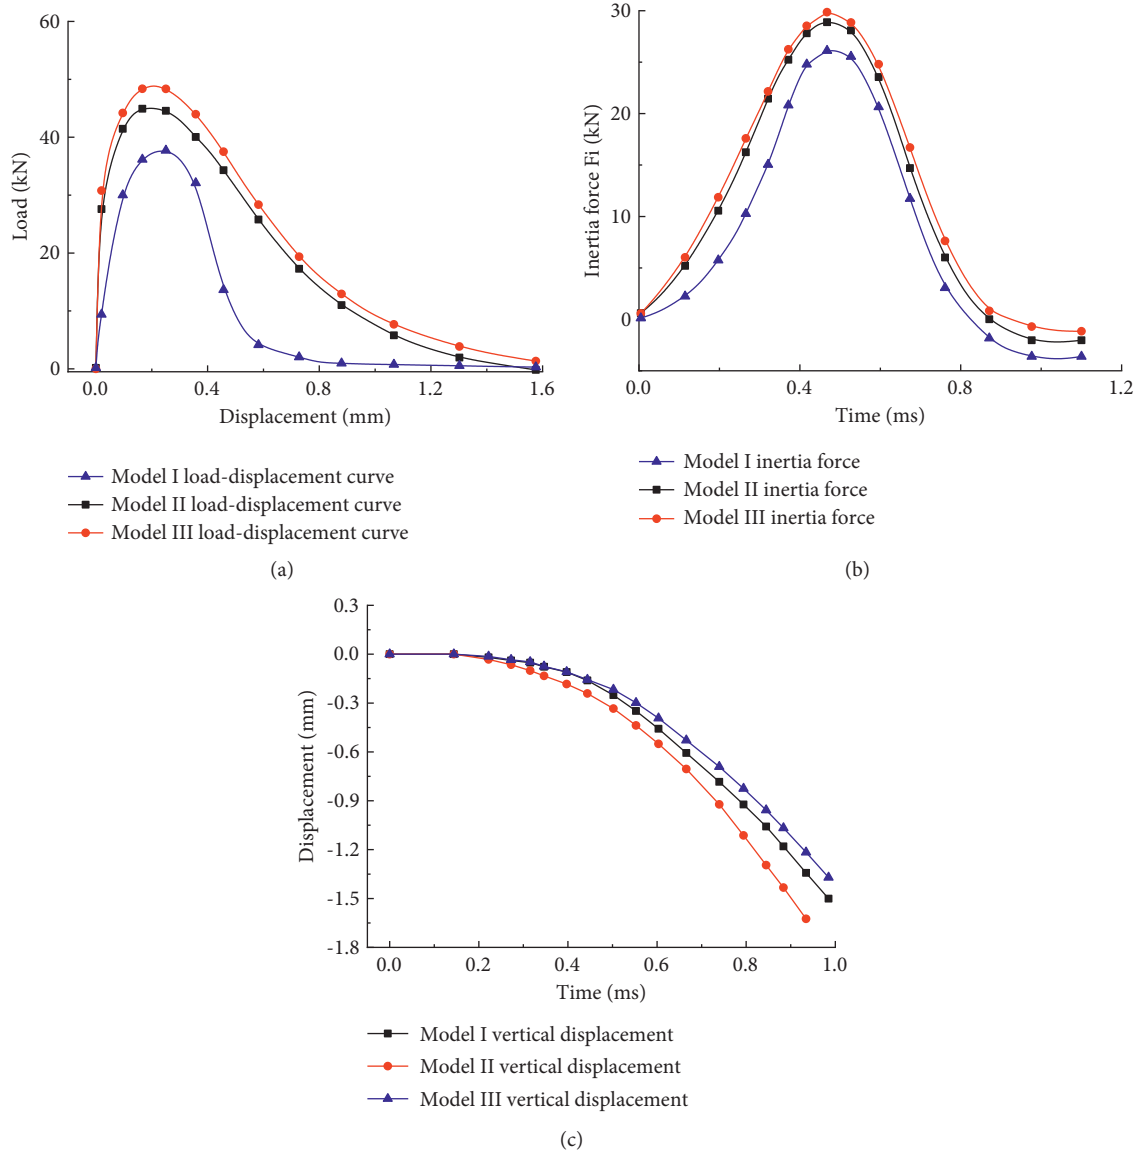 60
40
20
0
Load (kN)
0.0 0.4 0.8 1.2 1.6
Displacement (mm)
Model I load-displacement curve
Model II load-displacement curve
Model III load-displacement curve
(a)
30
20
10
0
Inertia force Fi (kN)
0.0 0.4 0.8 1.2
Time (ms)
Model I inertia force
Model II inertia force
Model III inertia force
(b)
0.3
0.0
-0.3
-0.6
-0.9
-1.2
-1.5
-1.8
Displacement (mm)
0.0 0.2 0.4 0.6 0.8 1.0
Time (ms)
Model I vertical displacement
Model II vertical displacement
Model III vertical displacement
(c)